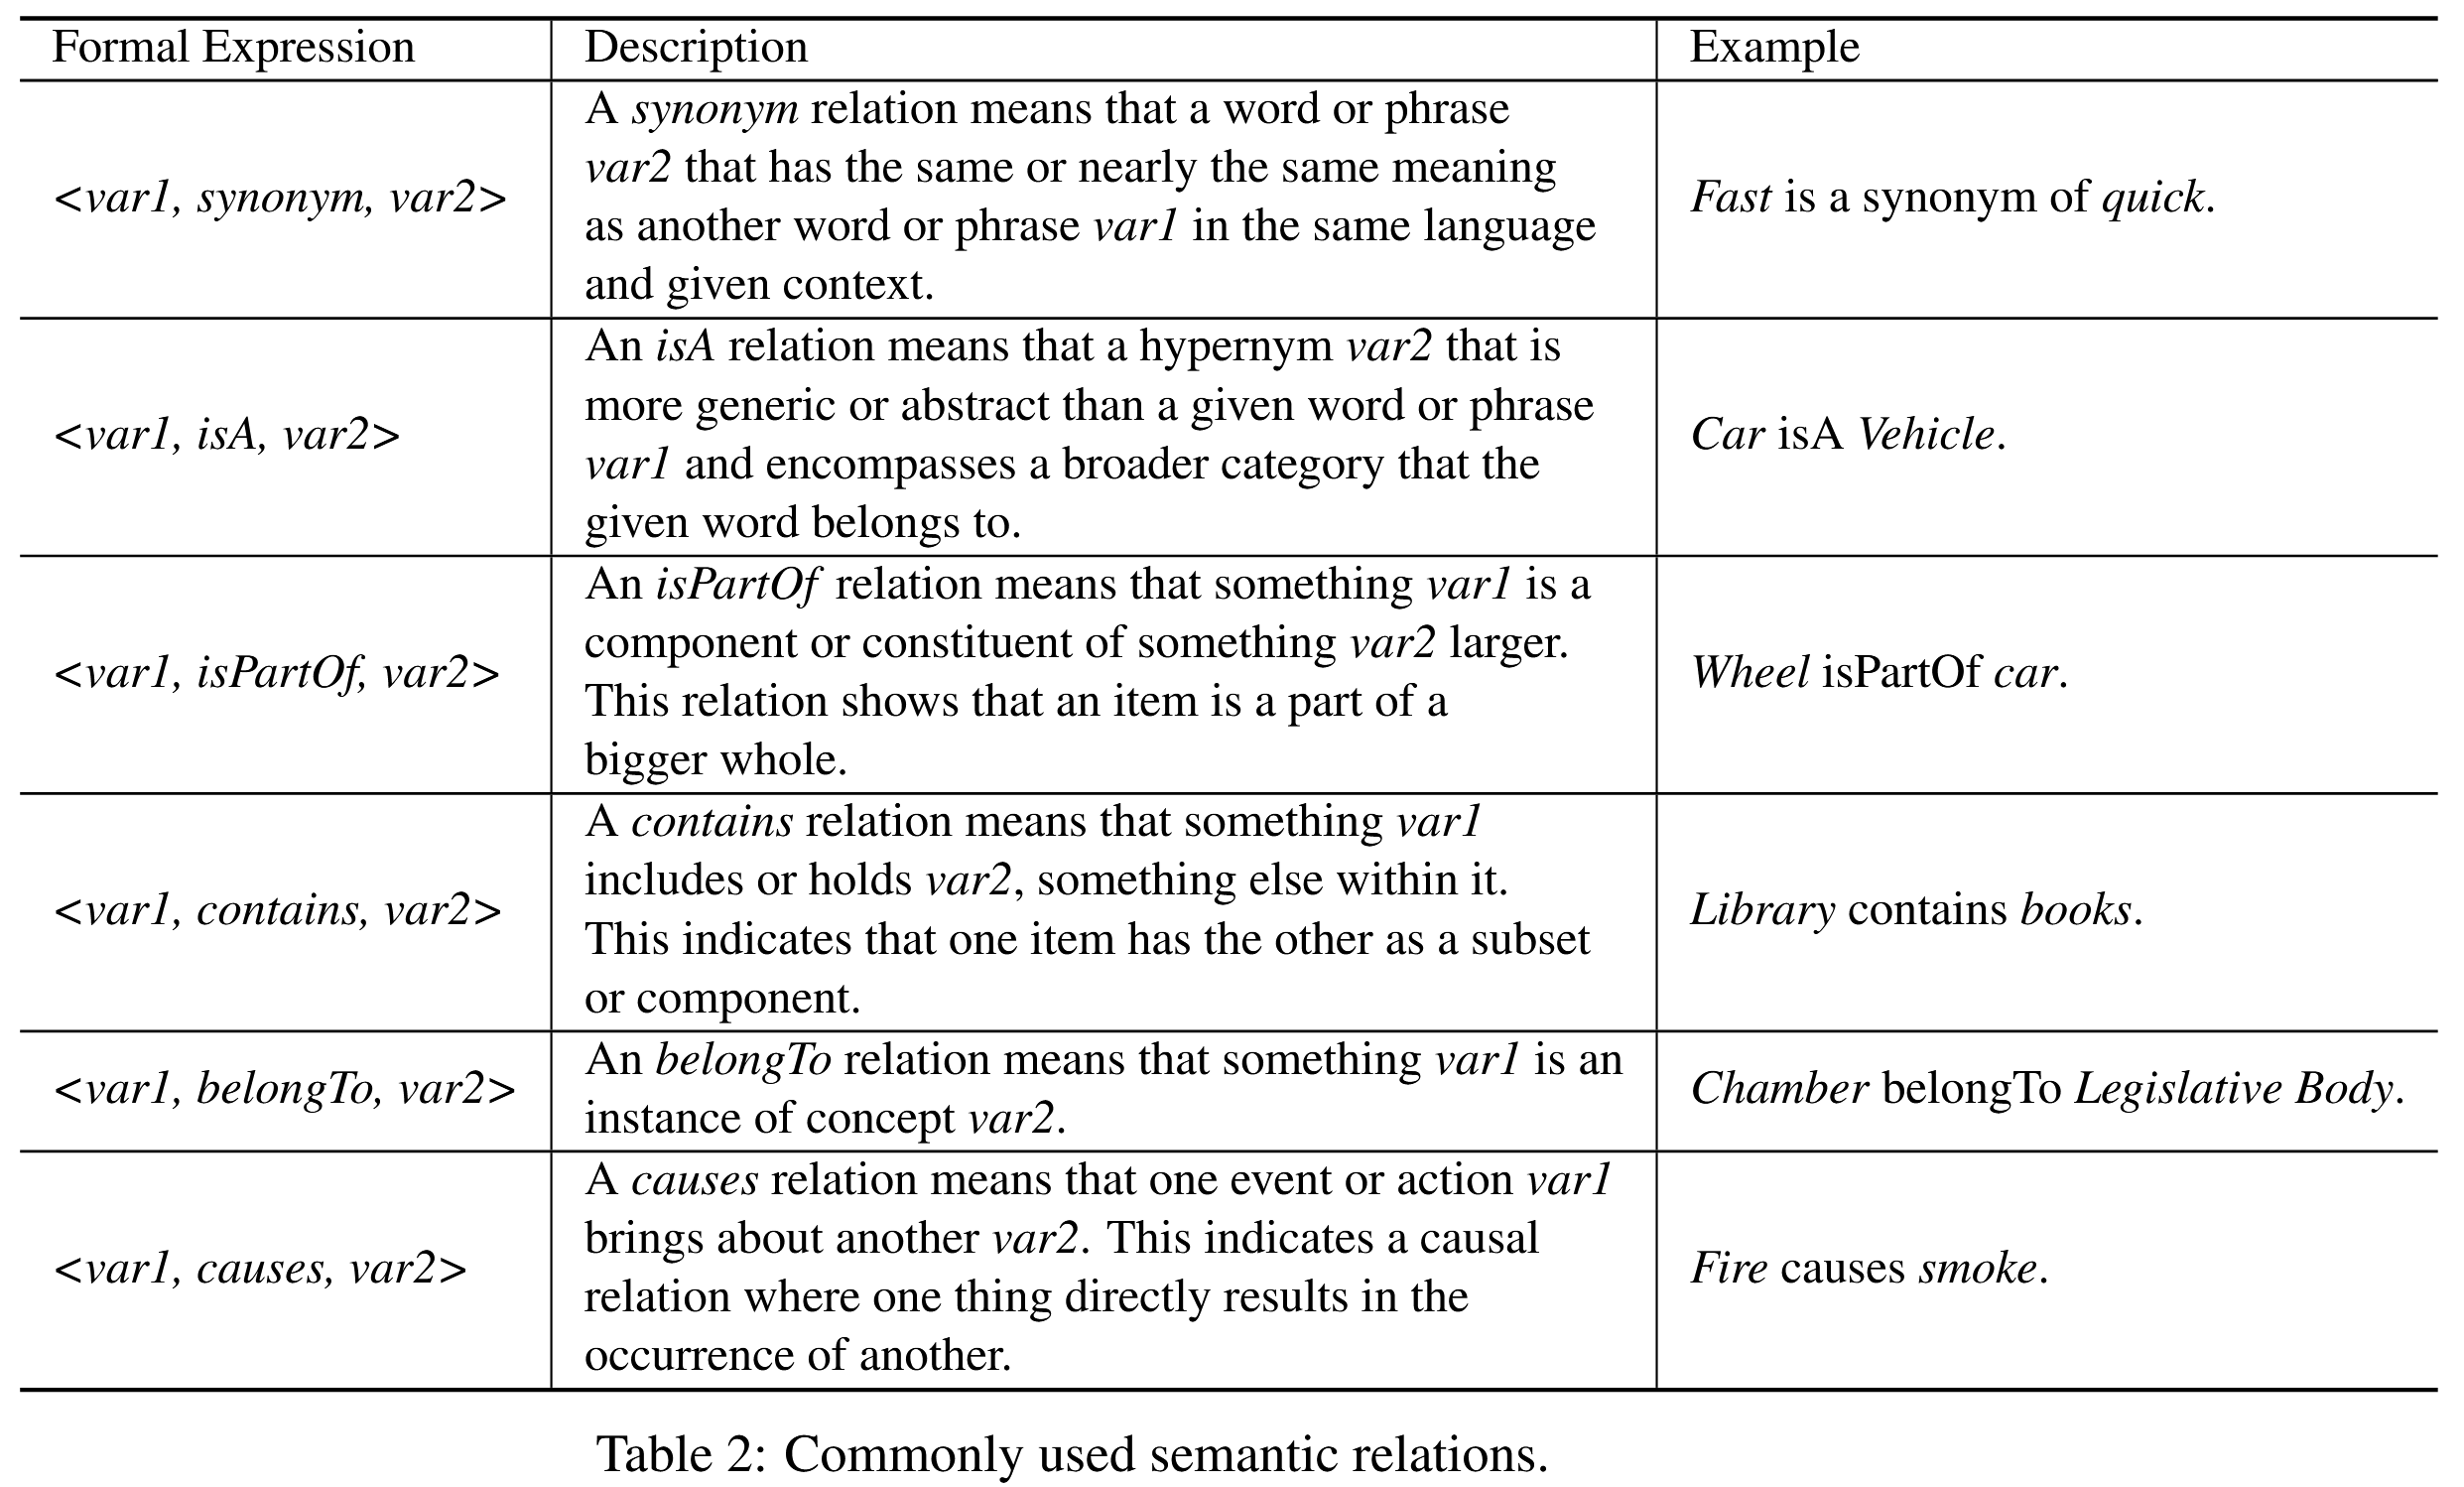 Formal Expression
Description
Example
<var1, synonym, var2>
A synonym relation means that a word or phrase
var2 that has the same or nearly the same meaning
as another word or phrase var1 in the same language
and given context.
Fast is a synonym of quick.
<var1, isA, var2>
An isA relation means that a hypernym var2 that is
more generic or abstract than a given word or phrase
var1 and encompasses a broader category that the
given word belongs to.
Car isA Vehicle.
<var1, isPartOf, var2>
An isPartOf relation means that something var1 is a
component or constituent of something var2 larger.
This relation shows that an item is a part of a
bigger whole.
Wheel isPartOf car.
<var1, contains, var2>
A contains relation means that something var1
includes or holds var2, something else within it.
This indicates that one item has the other as a subset
or component.
Library contains books.
<var1, belongTo, var2>
An belongTo relation means that something var1 is an
instance of concept var2.
Chamber belongTo Legislative Body.
<var1, causes, var2>
A causes relation means that one event or action var1
brings about another var2. This indicates a causal
relation where one thing directly results in the
occurrence of another.
Fire causes smoke.
Table 2: Commonly used semantic relations.